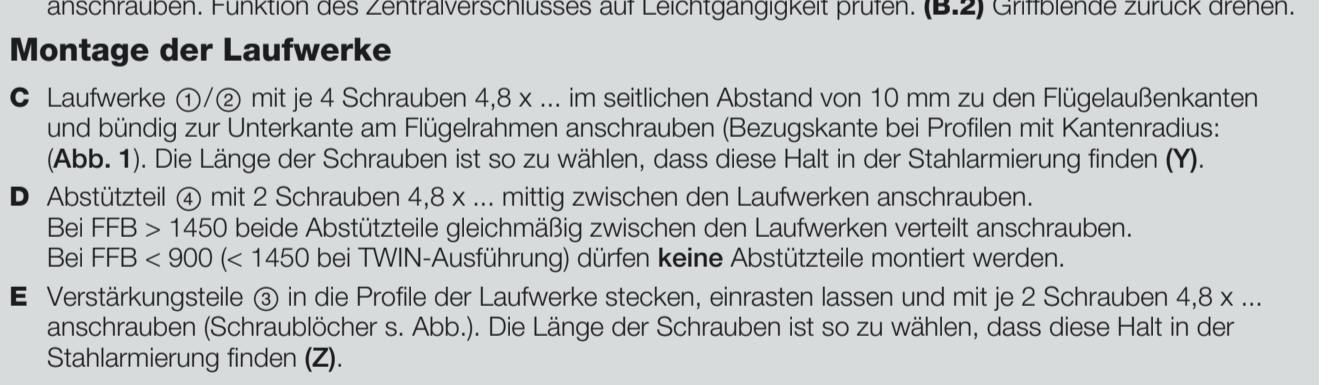 anschrauben. Funktion des Zentralverschlusses auf Leichtgängigkeit prüfen. (B.2) Griffblende zurück drehen.
Montage der Laufwerke
C Laufwerke ①/② mit je 4 Schrauben 4,8 x ... im seitlichen Abstand von 10 mm zu den Flügelaußenkanten
und bündig zur Unterkante am Flügelrahmen anschrauben (Bezugskante bei Profilen mit Kantenradius:
(Abb. 1). Die Länge der Schrauben ist so zu wählen, dass diese Halt in der Stahlarmierung finden (Y).
D Abstützteil ④ mit 2 Schrauben 4,8 x ... mittig zwischen den Laufwerken anschrauben.
Bei FFB > 1450 beide Abstützteile gleichmäßig zwischen den Laufwerken verteilt anschrauben.
Bei FFB < 900 (< 1450 bei TWIN-Ausführung) dürfen keine Abstützteile montiert werden.
E Verstärkungsteile ③ in die Profile der Laufwerke stecken, einrasten lassen und mit je 2 Schrauben 4,8 x ...
anschrauben (Schraublöcher s. Abb.). Die Länge der Schrauben ist so zu wählen, dass diese Halt in der
Stahlarmierung finden (Z).